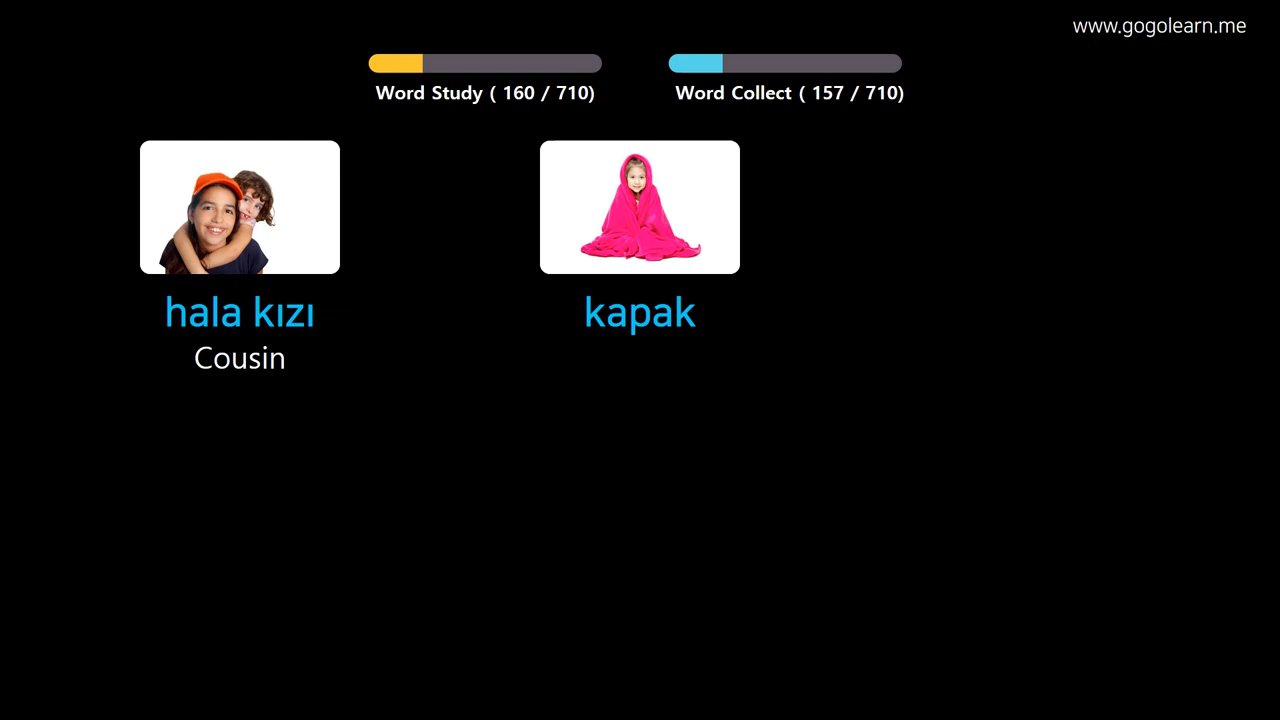 www.gogolearn.me
Word Study ( 160 / 710)
Word Collect ( 157 / 710)
hala kızı
Cousin
kapak